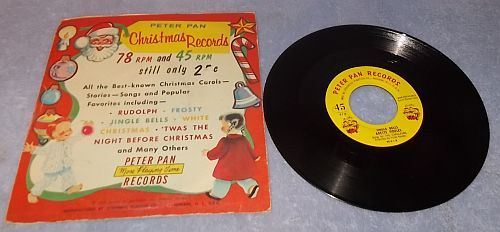 PETER PAN
Christmas Records
78 RPM and 45 RPM
still only 2 c
All the Best-known Christmas Carols—
Stories—Songs and Popular
Favorites including—
• RUDOLPH • FROSTY
• JINGLE BELLS • WHITE
CHRISTMAS • 'TWAS THE
NIGHT BEFORE CHRISTMAS
and Many Others
PETER PAN
More Playing Time
RECORDS
PETER PAN RECORDS
45